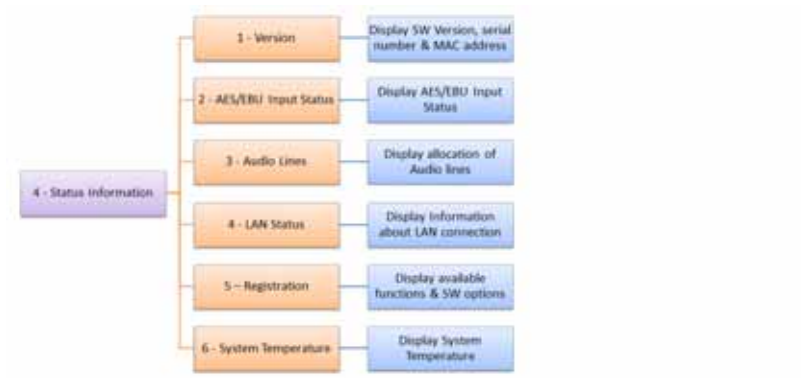 1 - Version
Display SW Version, serial
number & MAC address
2 - AES/EBU Input Status
Display AES/EBU Input
Status
3 - Audio Lines
Display allocation of
Audio lines
4 - Status Information
4 - LAN Status
Display Information
about LAN connection
5 – Registration
Display available
functions & SW options
6 - System Temperature
Display System
Temperature